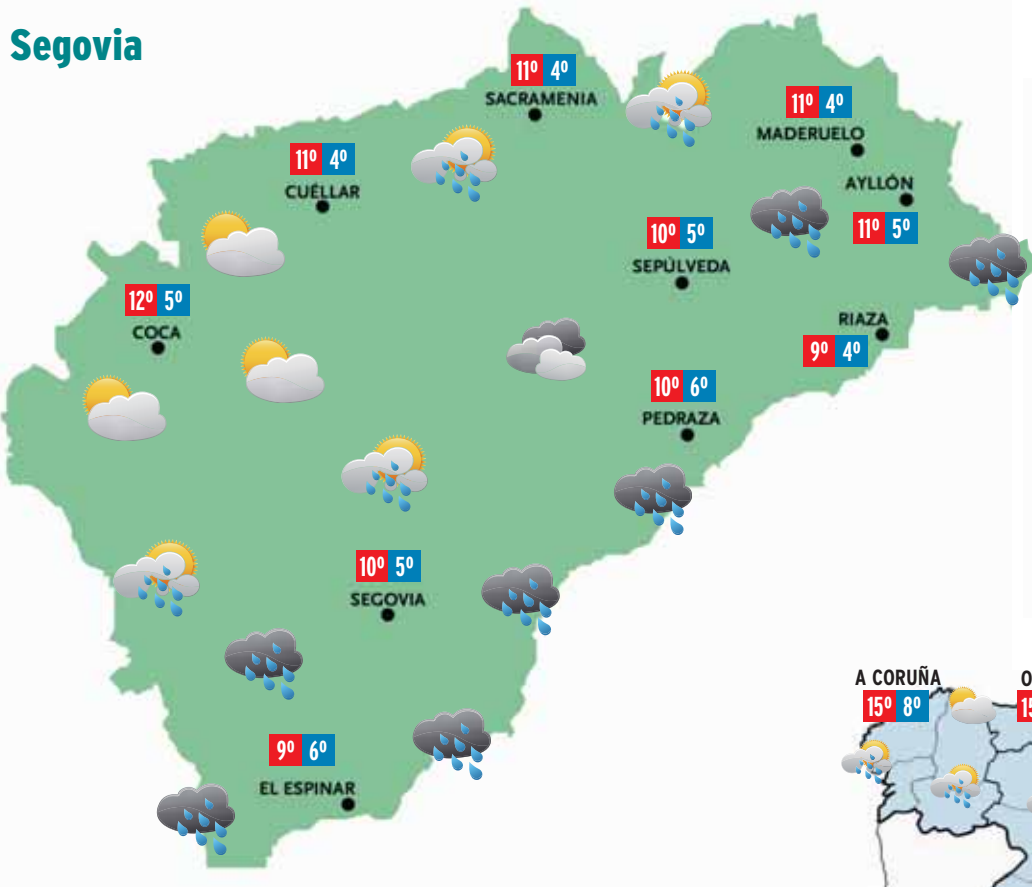 Segovia
11º 4º
SACRAMENIA
11º 4º
MADERUELO
11º 4º
CUÉLLAR
AYLLÓN
11º 5º
10º 5º
SEPÚLVEDA
12º 5º
COCA
RIAZA
9º 4º
10º 6º
PEDRAZA
10º 5º
SEGOVIA
A CORUÑA
15º 8º
9º 6º
EL ESPINAR